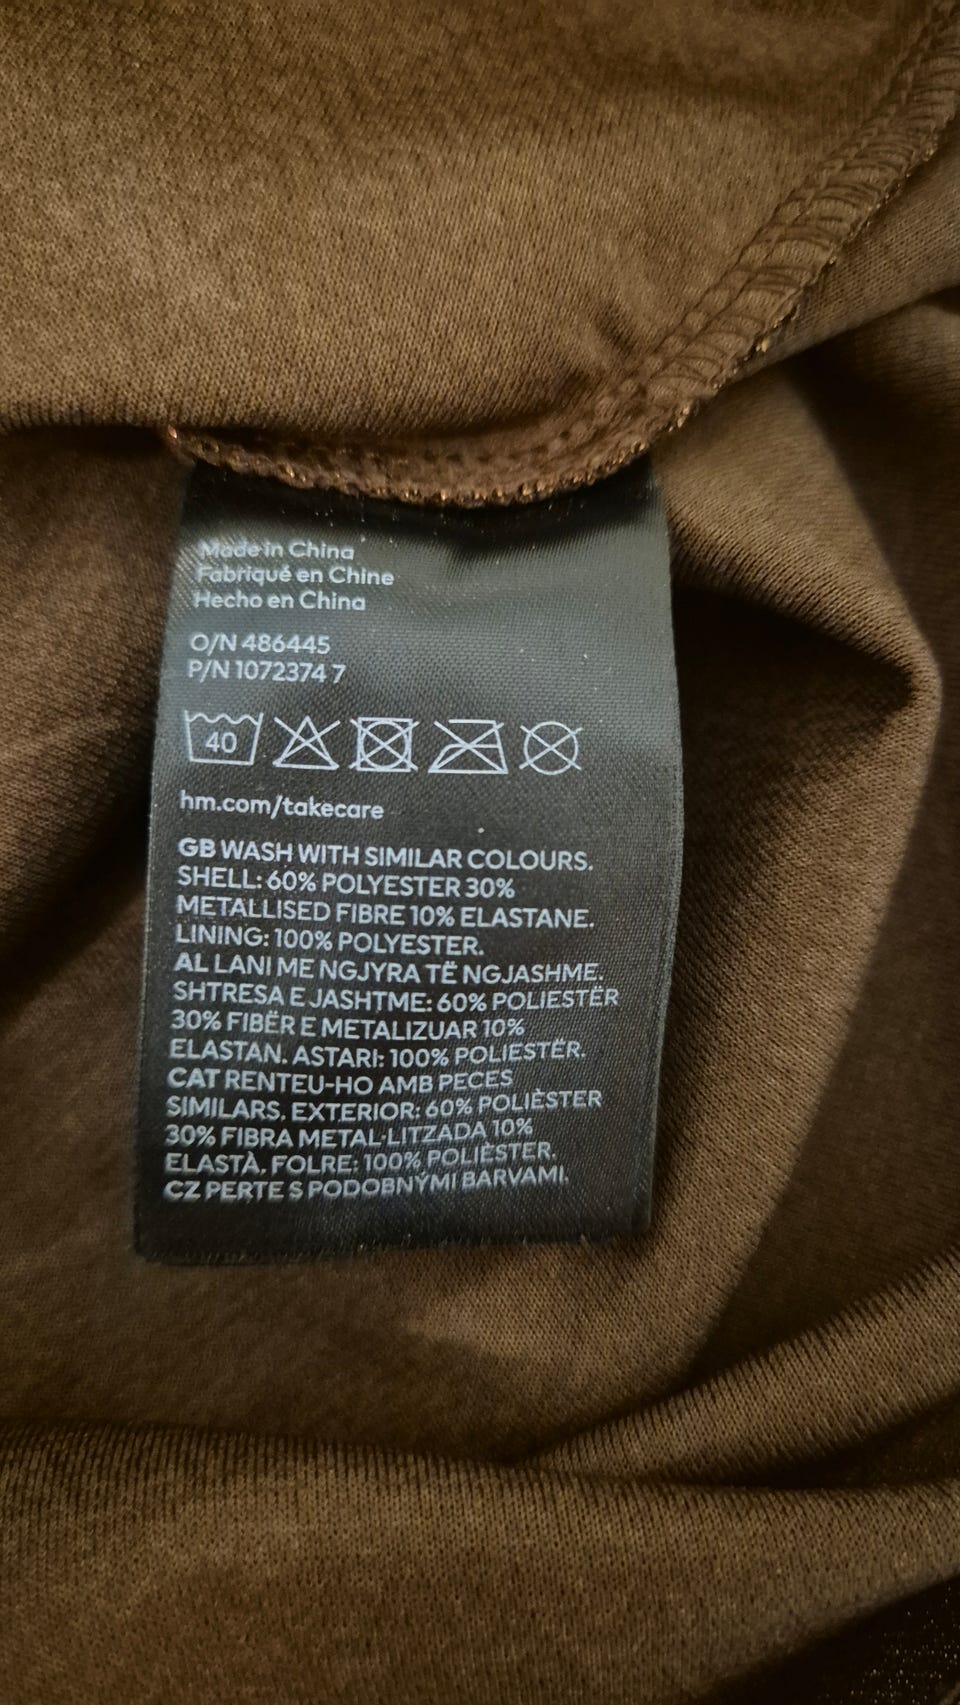 Made in China
Fabriqué en Chine
Hecho en China
O/N 486445
P/N 1072374 7
40
hm.com/takecare
GB WASH WITH SIMILAR COLOURS.
SHELL: 60% POLYESTER 30%
METALLISED FIBRE 10% ELASTANE.
LINING: 100% POLYESTER.
AL LANI ME NGJYRA TË NGJASHME.
SHTRESA E JASHTME: 60% POLIESTËR
30% FIBËR E METALIZUAR 10%
ELASTAN. ASTARI: 100% POLIESTËR.
CAT RENTEU-HO AMB PECES
SIMILARS. EXTERIOR: 60% POLIÈSTER
30% FIBRA METAL·LITZADA 10%
ELASTÀ. FOLRE: 100% POLIÈSTER.
CZ PERTE S PODOBNÝMI BARVAMI.